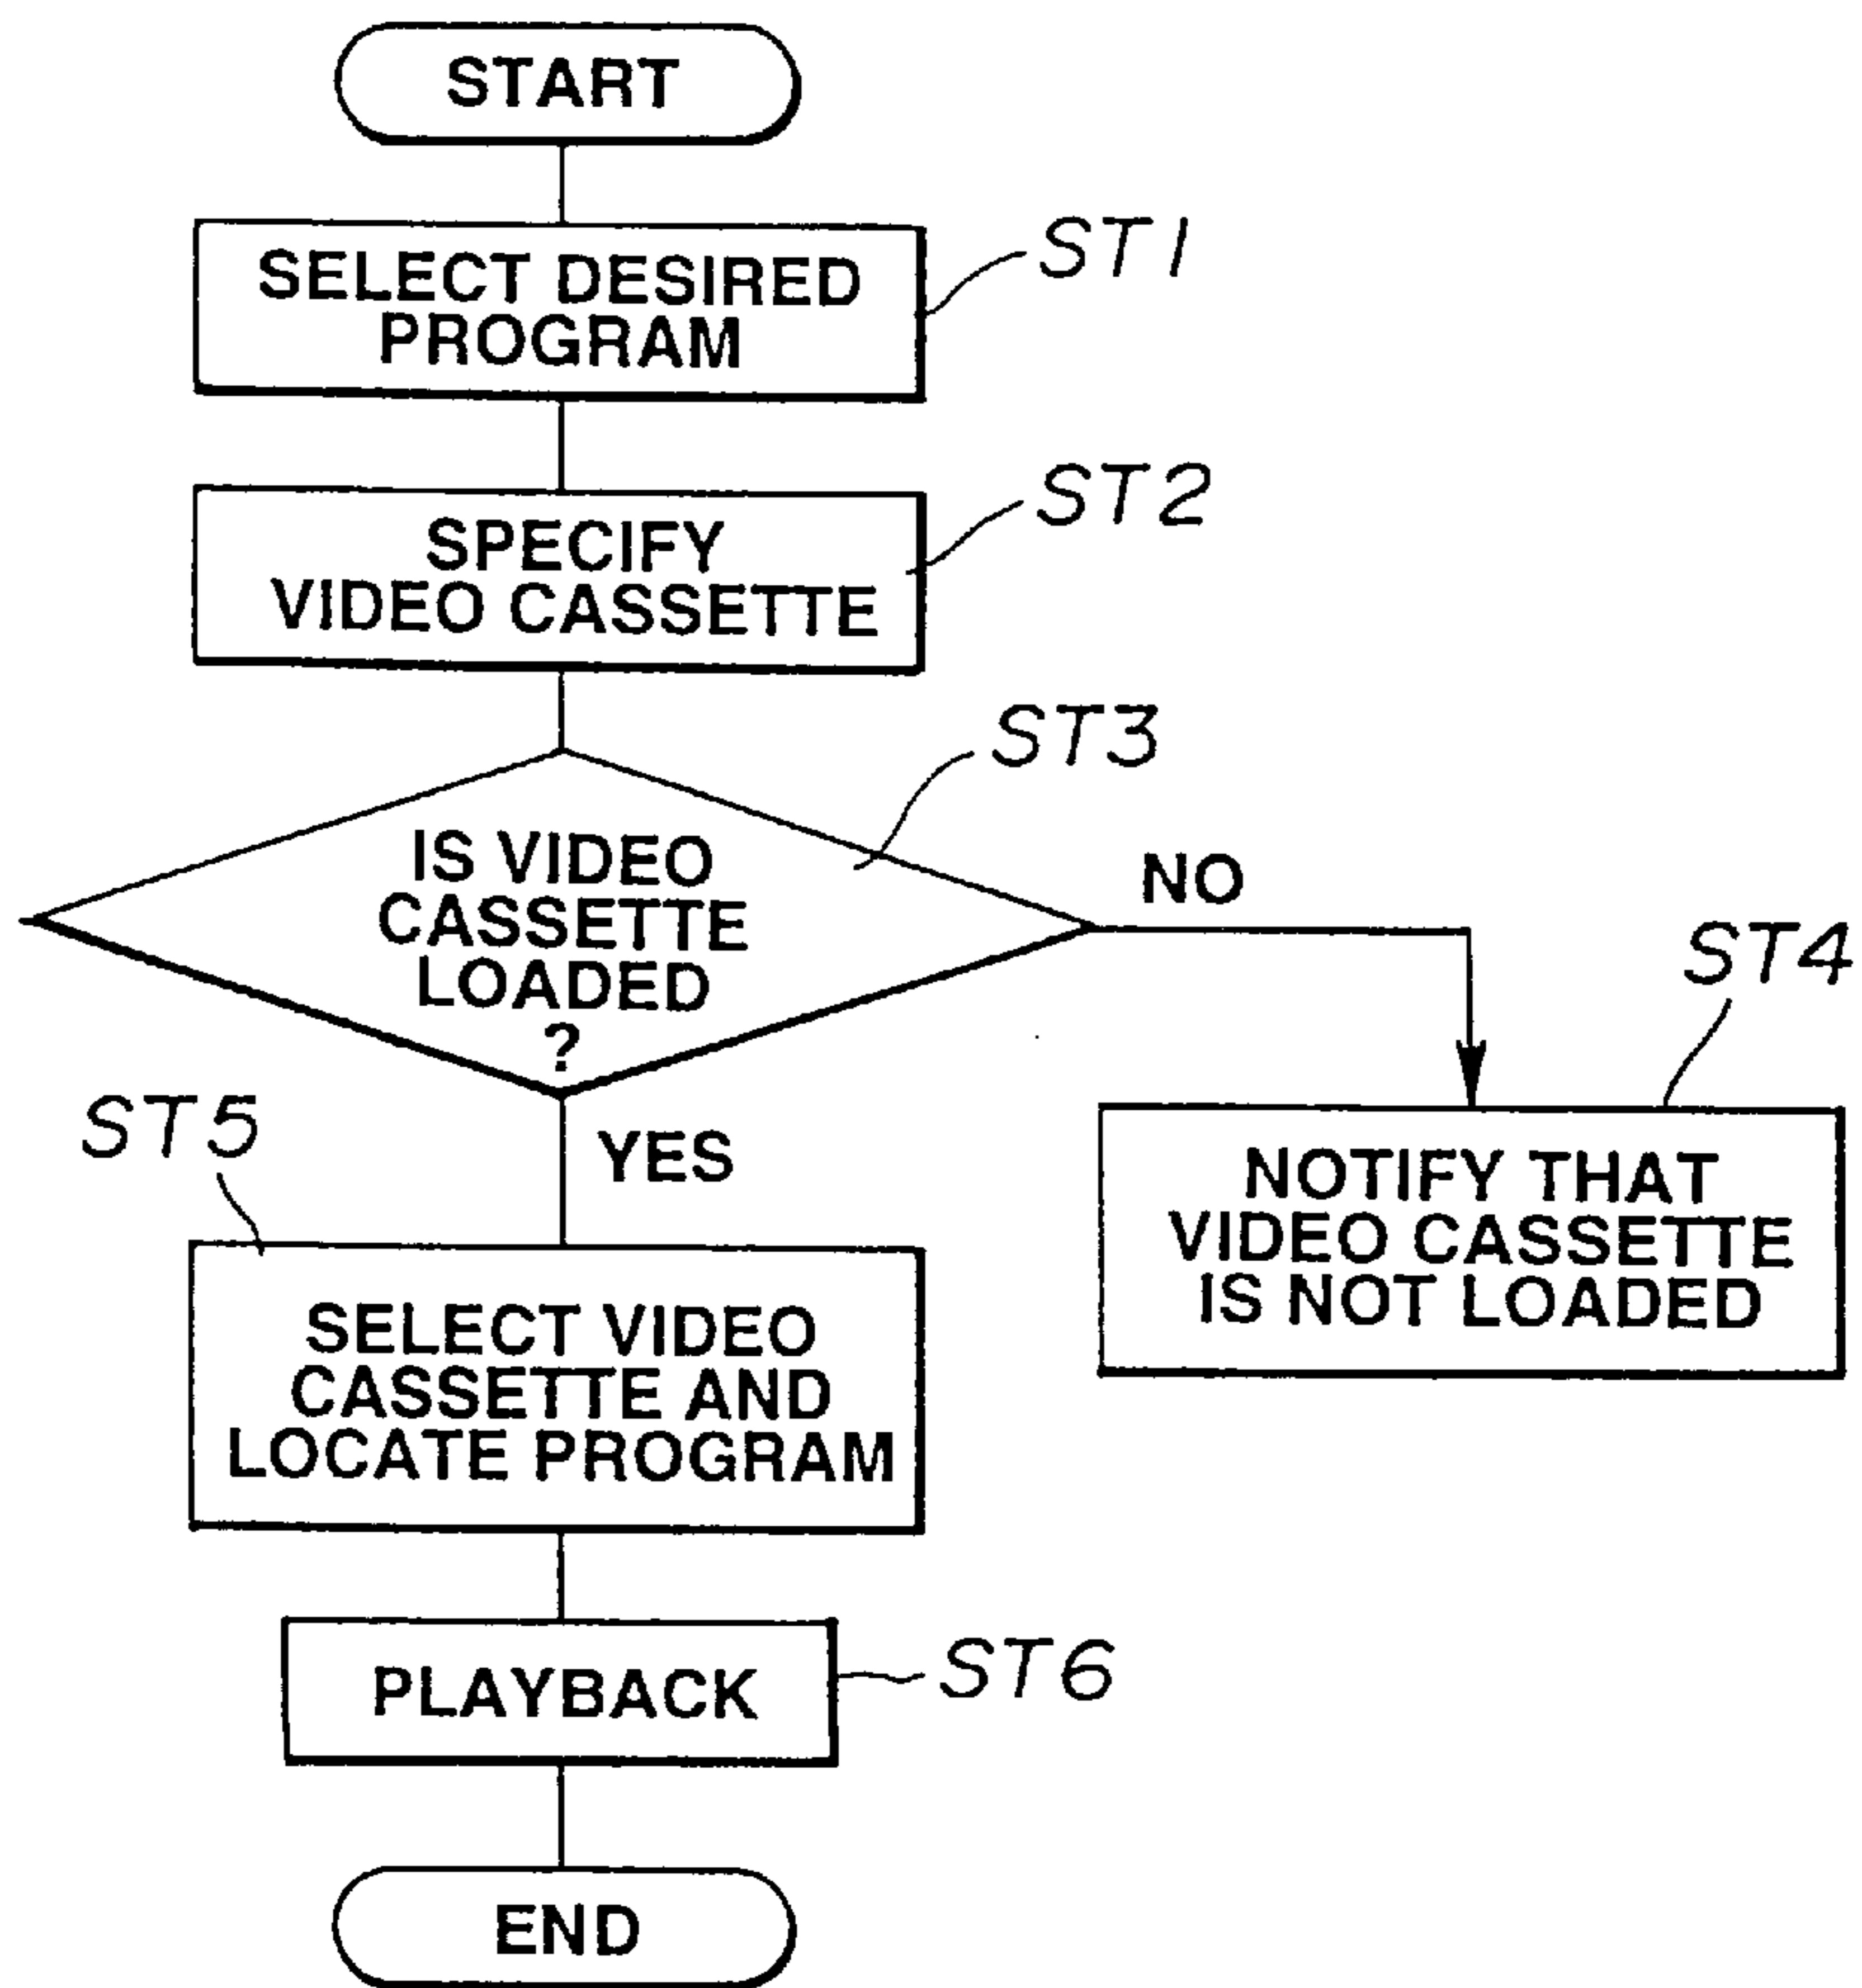 START
SELECT DESIRED
PROGRAM
ST1
SPECIFY
VIDEO CASSETTE
ST2
IS VIDEO
CASSETTE
LOADED
?
ST3
NO
ST4
NOTIFY THAT
VIDEO CASSETTE
IS NOT LOADED
YES
ST5
SELECT VIDEO
CASSETTE AND
LOCATE PROGRAM
PLAYBACK
ST6
END